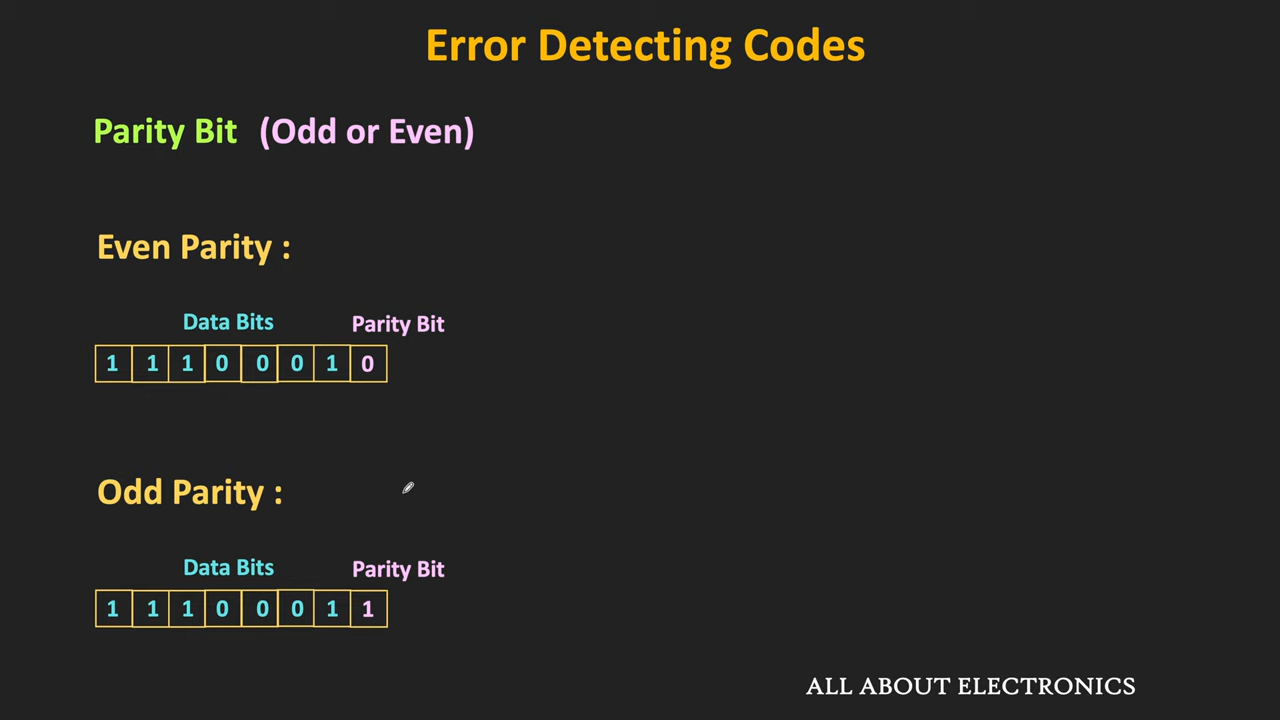 Error Detecting Codes
Parity Bit (Odd or Even)
Even Parity :
Data Bits Parity Bit
1 1 1 0 0 0 1 0
Odd Parity :
Data Bits Parity Bit
1 1 1 0 0 0 1 1
ALL ABOUT ELECTRONICS